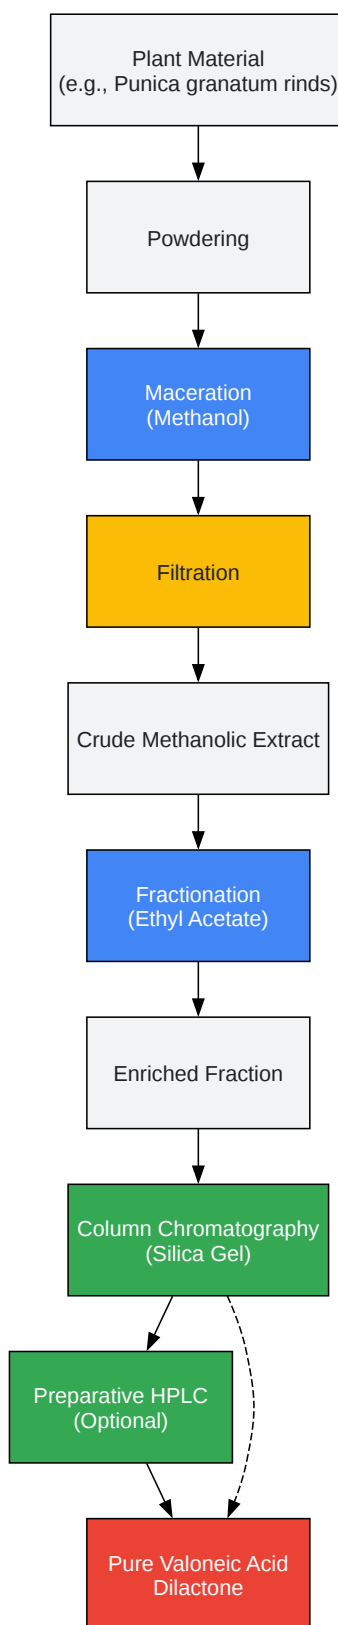 Plant Material
(e.g., Punica granatum rinds)
Powdering
Maceration
(Methanol)
Filtration
Crude Methanolic Extract
Fractionation
(Ethyl Acetate)
Enriched Fraction
Column Chromatography
(Silica Gel)
Preparative HPLC
(Optional)
Pure Valoneic Acid
Dilactone